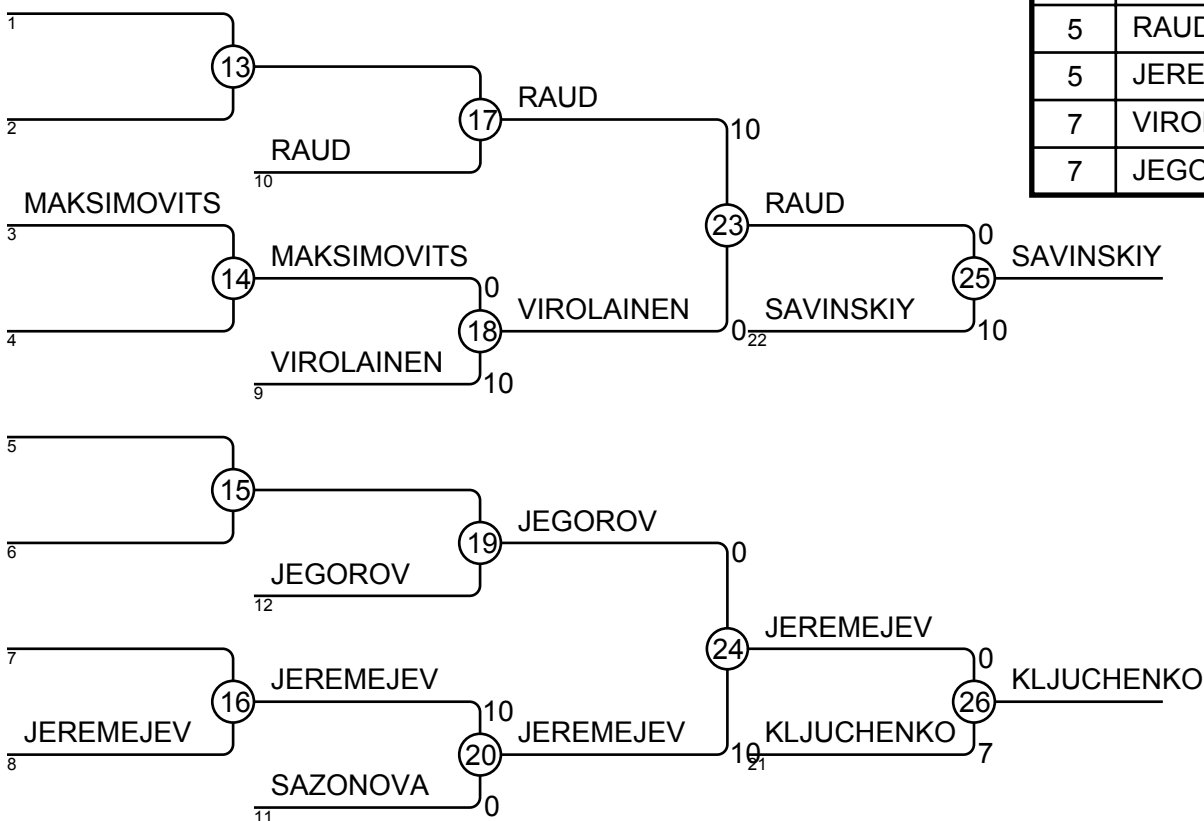 1
5 RAUD
13
5 JERE
RAUD
17
10
2
RAUD
10
7 VIRO
7 JEGO
MAKSIMOVITS
3
23
RAUD
0
14
MAKSIMOVITS
0
25
SAVINSKIY
4
18
VIROLAINEN
0
22
SAVINSKIY
10
VIROLAINEN
9
10
5
15
JEGOROV
19
0
6
JEGOROV
12
7
24
JEREMEJEV
0
16
JEREMEJEV
10
26
KLJUCHENKO
JEREMEJEV
8
20
JEREMEJEV
10
21
KLJUCHENKO
7
SAZONOVA
11
0